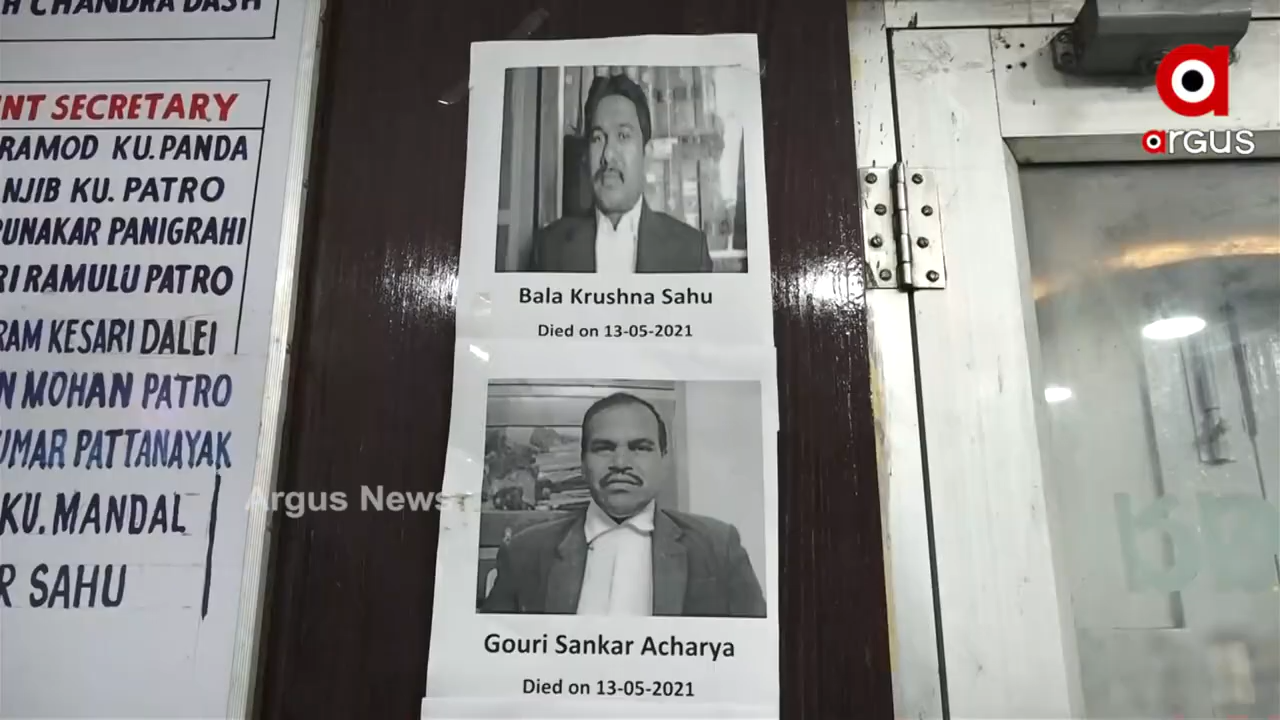 H CHANDRA DASH
NT SECRETARY
RAMOD KU. PANDA
NJIB KU. PATRO
PUNAKAR PANIGRAHI
RI RAMULU PATRO
RAM KESARI DALEI
N MOHAN PATRO
UMAR PATTANAYAK
KU. MANDAL
R SAHU
Bala Krushna Sahu
Died on 13-05-2021
Gouri Sankar Acharya
Died on 13-05-2021
Argus News
argus